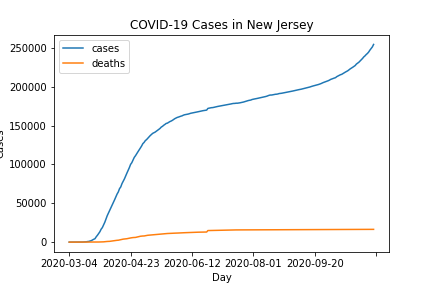 COVID-19 Cases in New Jersey
cases
deaths
250000
200000
150000
100000
50000
0
cases
2020-03-04 2020-04-23 2020-06-12 2020-08-01 2020-09-20
Day